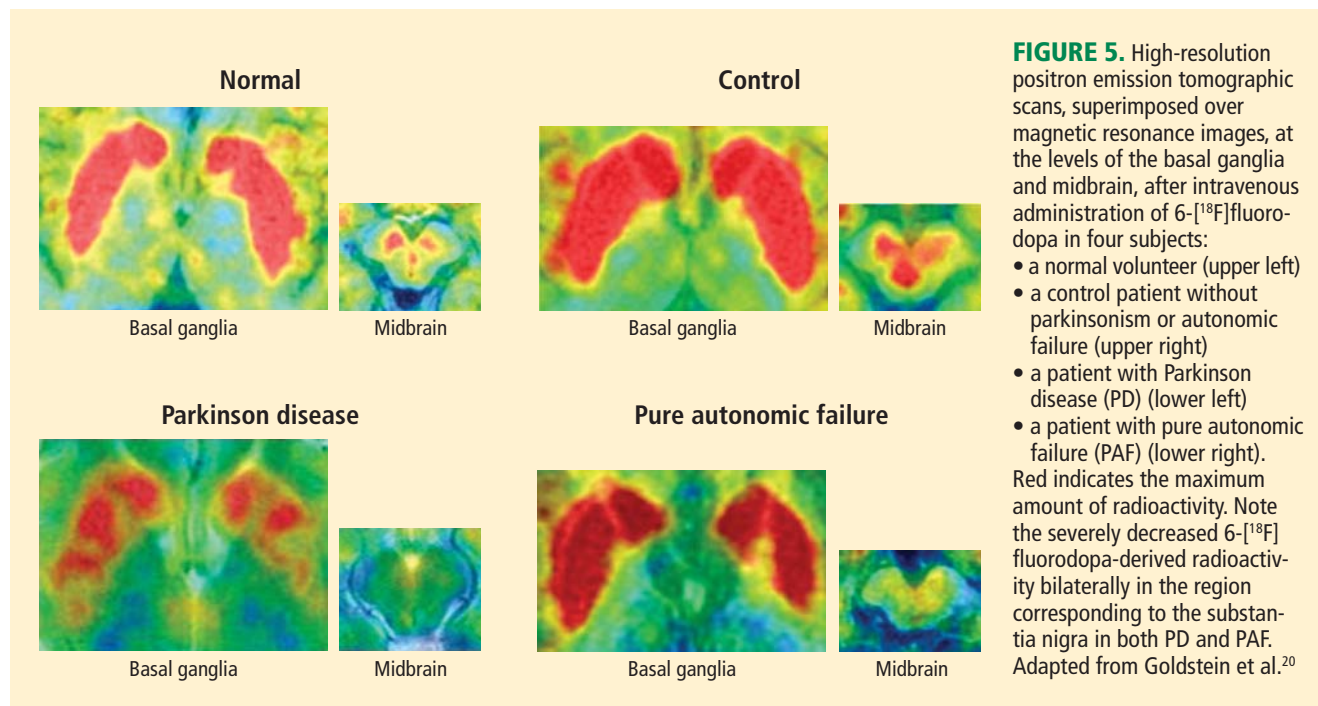 Normal
Control
Basal ganglia
Midbrain
Basal ganglia
Midbrain
Parkinson disease
Pure autonomic failure
Basal ganglia
Midbrain
Basal ganglia
Midbrain
FIGURE 5. High-resolution
positron emission tomographic
scans, superimposed over
magnetic resonance images, at
the levels of the basal ganglia
and midbrain, after intravenous
administration of 6-[¹⁸F]fluoro-
dopa in four subjects:
• a normal volunteer (upper left)
• a control patient without
parkinsonism or autonomic
failure (upper right)
• a patient with Parkinson
disease (PD) (lower left)
• a patient with pure autonomic
failure (PAF) (lower right).
Red indicates the maximum
amount of radioactivity. Note
the severely decreased 6-[¹⁸F]
fluorodopa-derived radioactiv-
ity bilaterally in the region
corresponding to the substan-
tia nigra in both PD and PAF.
Adapted from Goldstein et al.²⁰